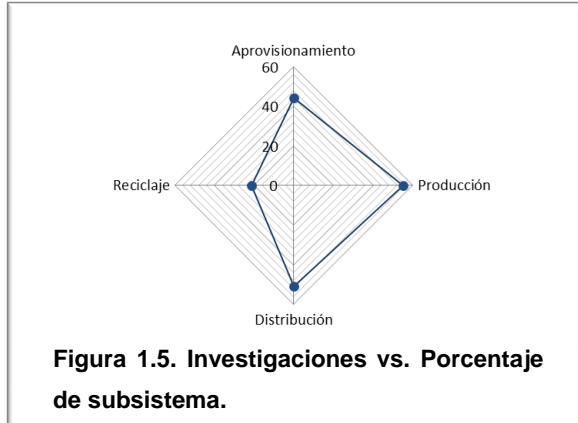 Aprovisionamiento
60
40
20
Reciclaje
0
Producción
Distribución
Figura 1.5. Investigaciones vs. Porcentaje
de subsistema.